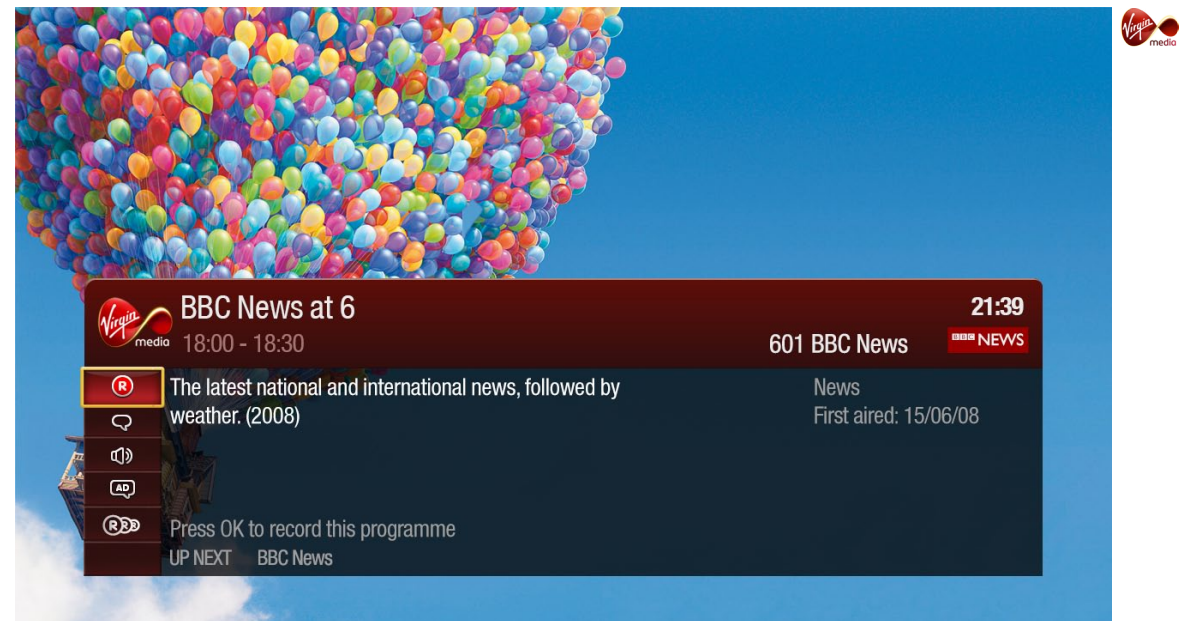 Virgin
media
BBC News at 6
21:39
Virgin
media
18:00 - 18:30
601 BBC News
BBC NEWS
R
The latest national and international news, followed by
weather. (2008)
News
First aired: 15/06/08
AD
RRR
Press OK to record this programme
UP NEXT BBC News